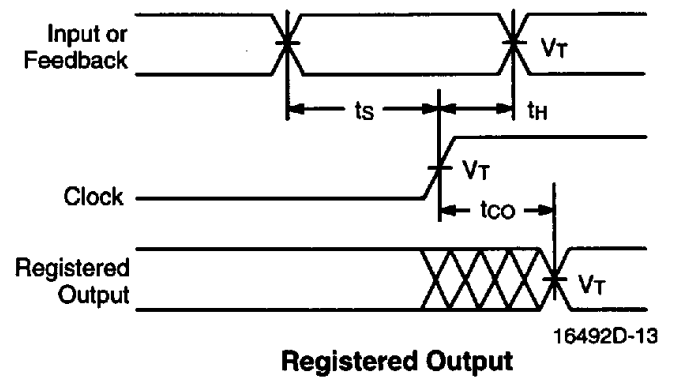 Input or
Feedback
VT
tS
tH
Clock
VT
tCO
Registered
Output
VT
16492D-13
Registered Output